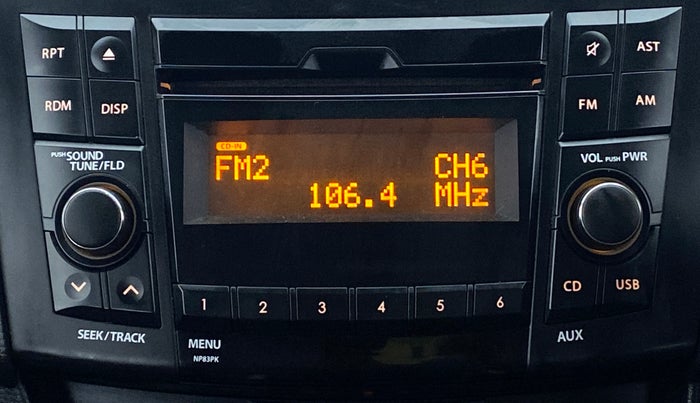 RPT
AST
RDM
DISP
FM
AM
PUSH SOUND
TUNE/FLD
VOL PUSH PWR
CD-IN
FM2 CH6
106.4 MHz
CD
USB
1 2 3 4 5 6
SEEK/TRACK
MENU
NP83PK
AUX